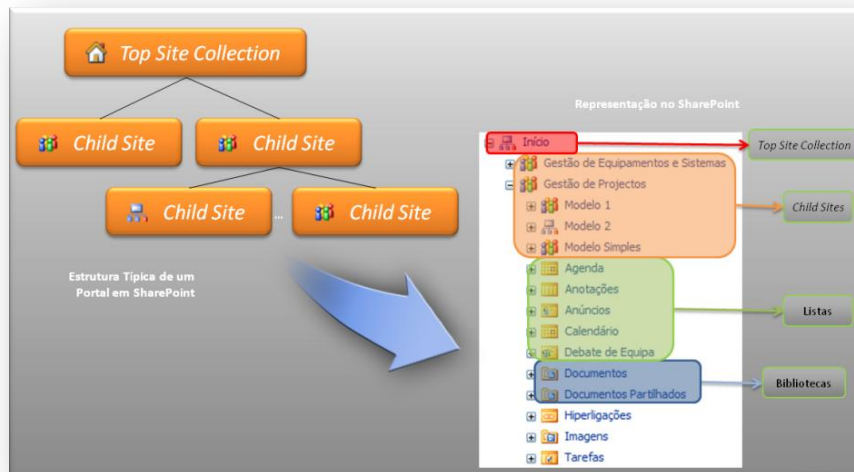 Top Site Collection
Child Site
Child Site
Child Site
...
Child Site
Estrutura Típica de um
Portal em SharePoint
Representação no SharePoint
Início
Gestão de Equipamentos e Sistemas
Gestão de Projectos
Modelo 1
Modelo 2
Modelo Simples
Agenda
Anotações
Anúncios
Calendário
Debate de Equipa
Documentos
Documentos Partilhados
Hiperligações
Imagens
Tarefas
Top Site Collection
Child Sites
Listas
Bibliotecas